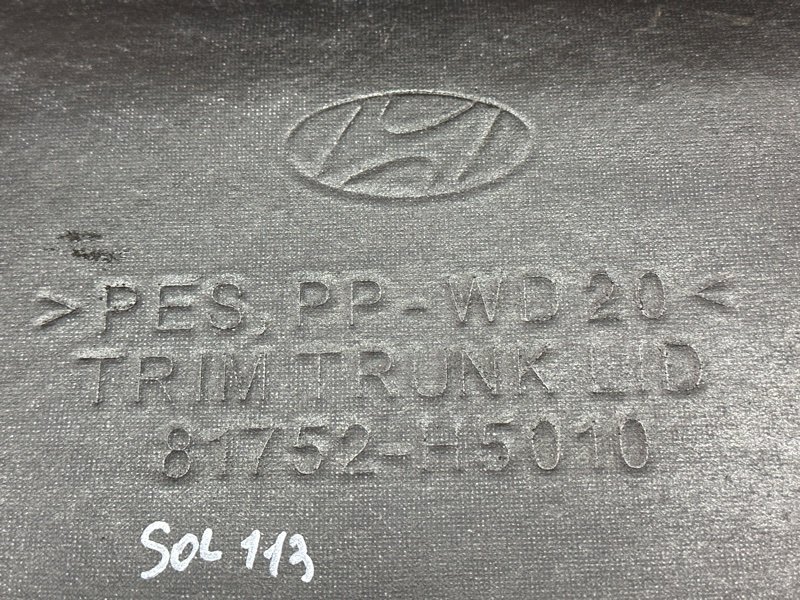 >PES, PP-WD20<
TRIM TRUNK LID
81752-H5010
SOL 113